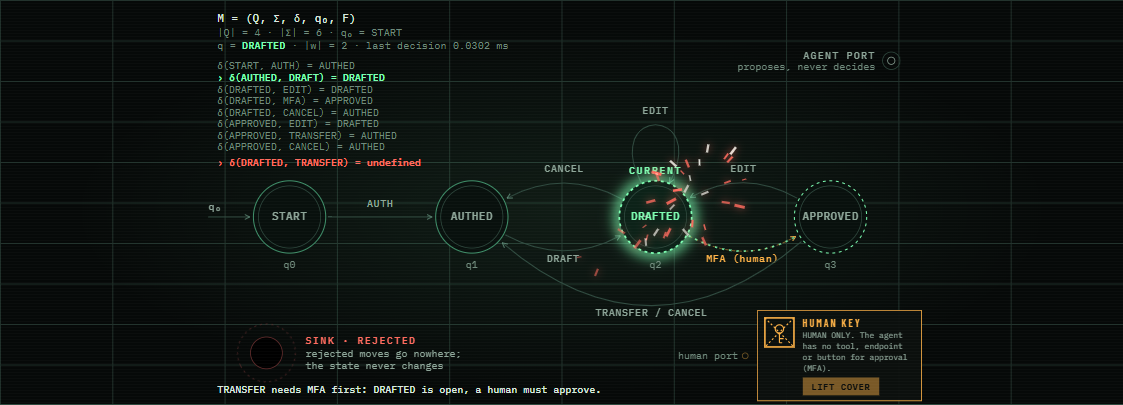 M = (Q, Σ, δ, q₀, F)
|Q| = 4 · |Σ| = 6 · q₀ = START
q = DRAFTED · |w| = 2 · last decision 0.0302 ms
δ(START, AUTH) = AUTHED
› δ(AUTHED, DRAFT) = DRAFTED
δ(DRAFTED, EDIT) = DRAFTED
δ(DRAFTED, MFA) = APPROVED
δ(DRAFTED, CANCEL) = AUTHED
δ(APPROVED, EDIT) = DRAFTED
δ(APPROVED, TRANSFER) = AUTHED
δ(APPROVED, CANCEL) = AUTHED
› δ(DRAFTED, TRANSFER) = undefined
AGENT PORT
proposes, never decides
EDIT
CANCEL
CURRENT
EDIT
q₀
START
AUTH
AUTHED
DRAFTED
APPROVED
DRAFT
MFA (human)
q0
q1
q2
q3
TRANSFER / CANCEL
SINK · REJECTED
rejected moves go nowhere;
the state never changes
human port
HUMAN KEY
HUMAN ONLY. The agent
has no tool, endpoint
or button for approval
(MFA).
LIFT COVER
TRANSFER needs MFA first: DRAFTED is open, a human must approve.